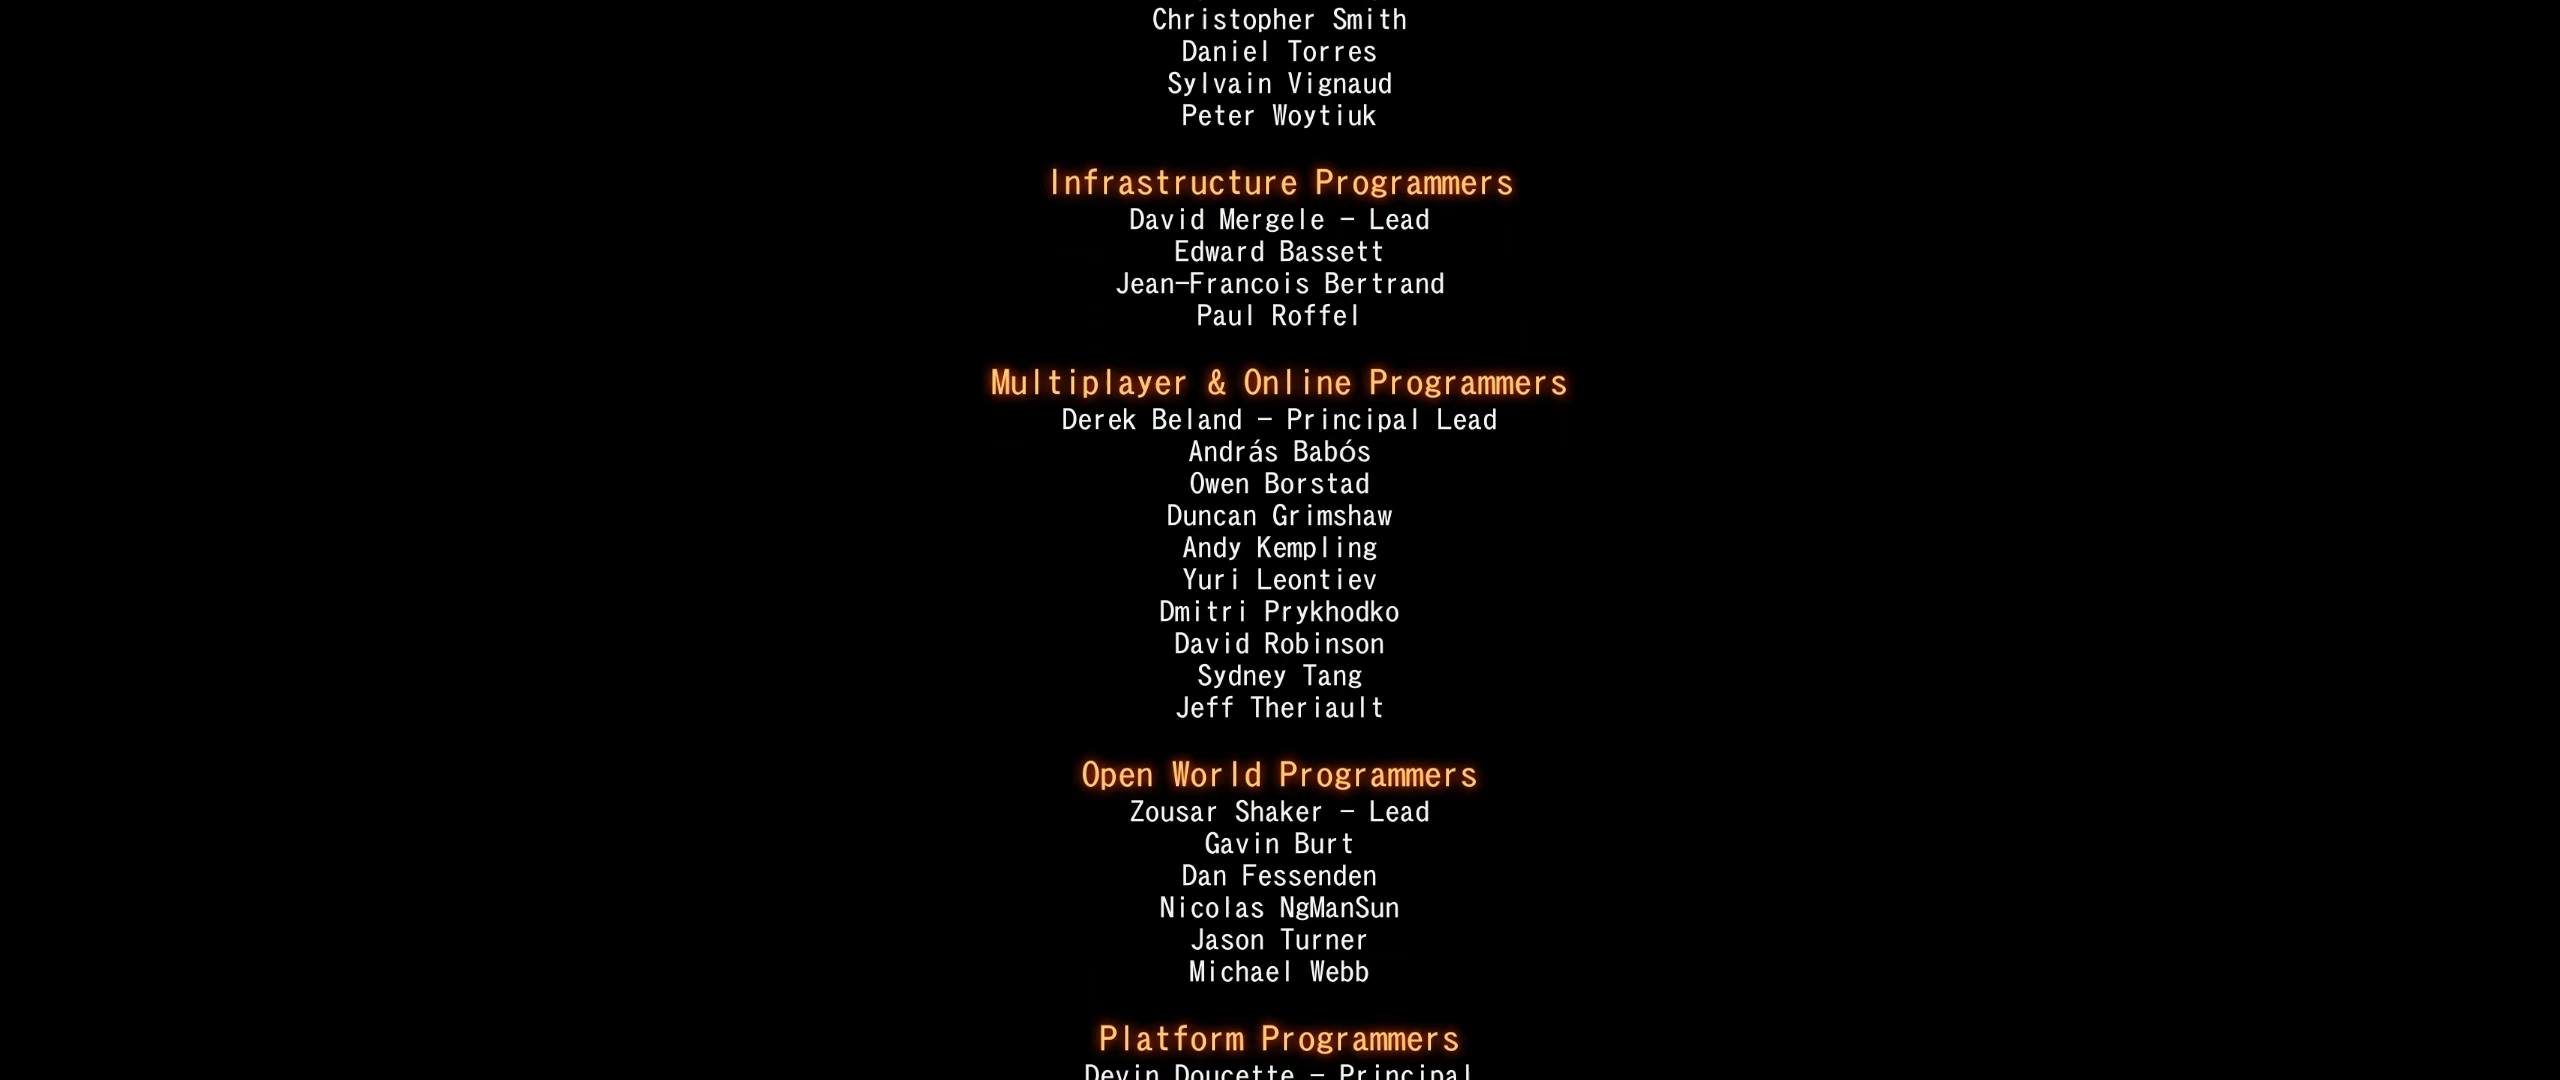 Christopher Smith
Daniel Torres
Sylvain Vignaud
Peter Woytiuk
Infrastructure Programmers
David Mergele - Lead
Edward Bassett
Jean-Francois Bertrand
Paul Roffel
Multiplayer & Online Programmers
Derek Beland - Principal Lead
András Babós
Owen Borstad
Duncan Grimshaw
Andy Kempling
Yuri Leontiev
Dmitri Prykhodko
David Robinson
Sydney Tang
Jeff Theriault
Open World Programmers
Zousar Shaker - Lead
Gavin Burt
Dan Fessenden
Nicolas NgManSun
Jason Turner
Michael Webb
Platform Programmers
Devin Doucette - Principal